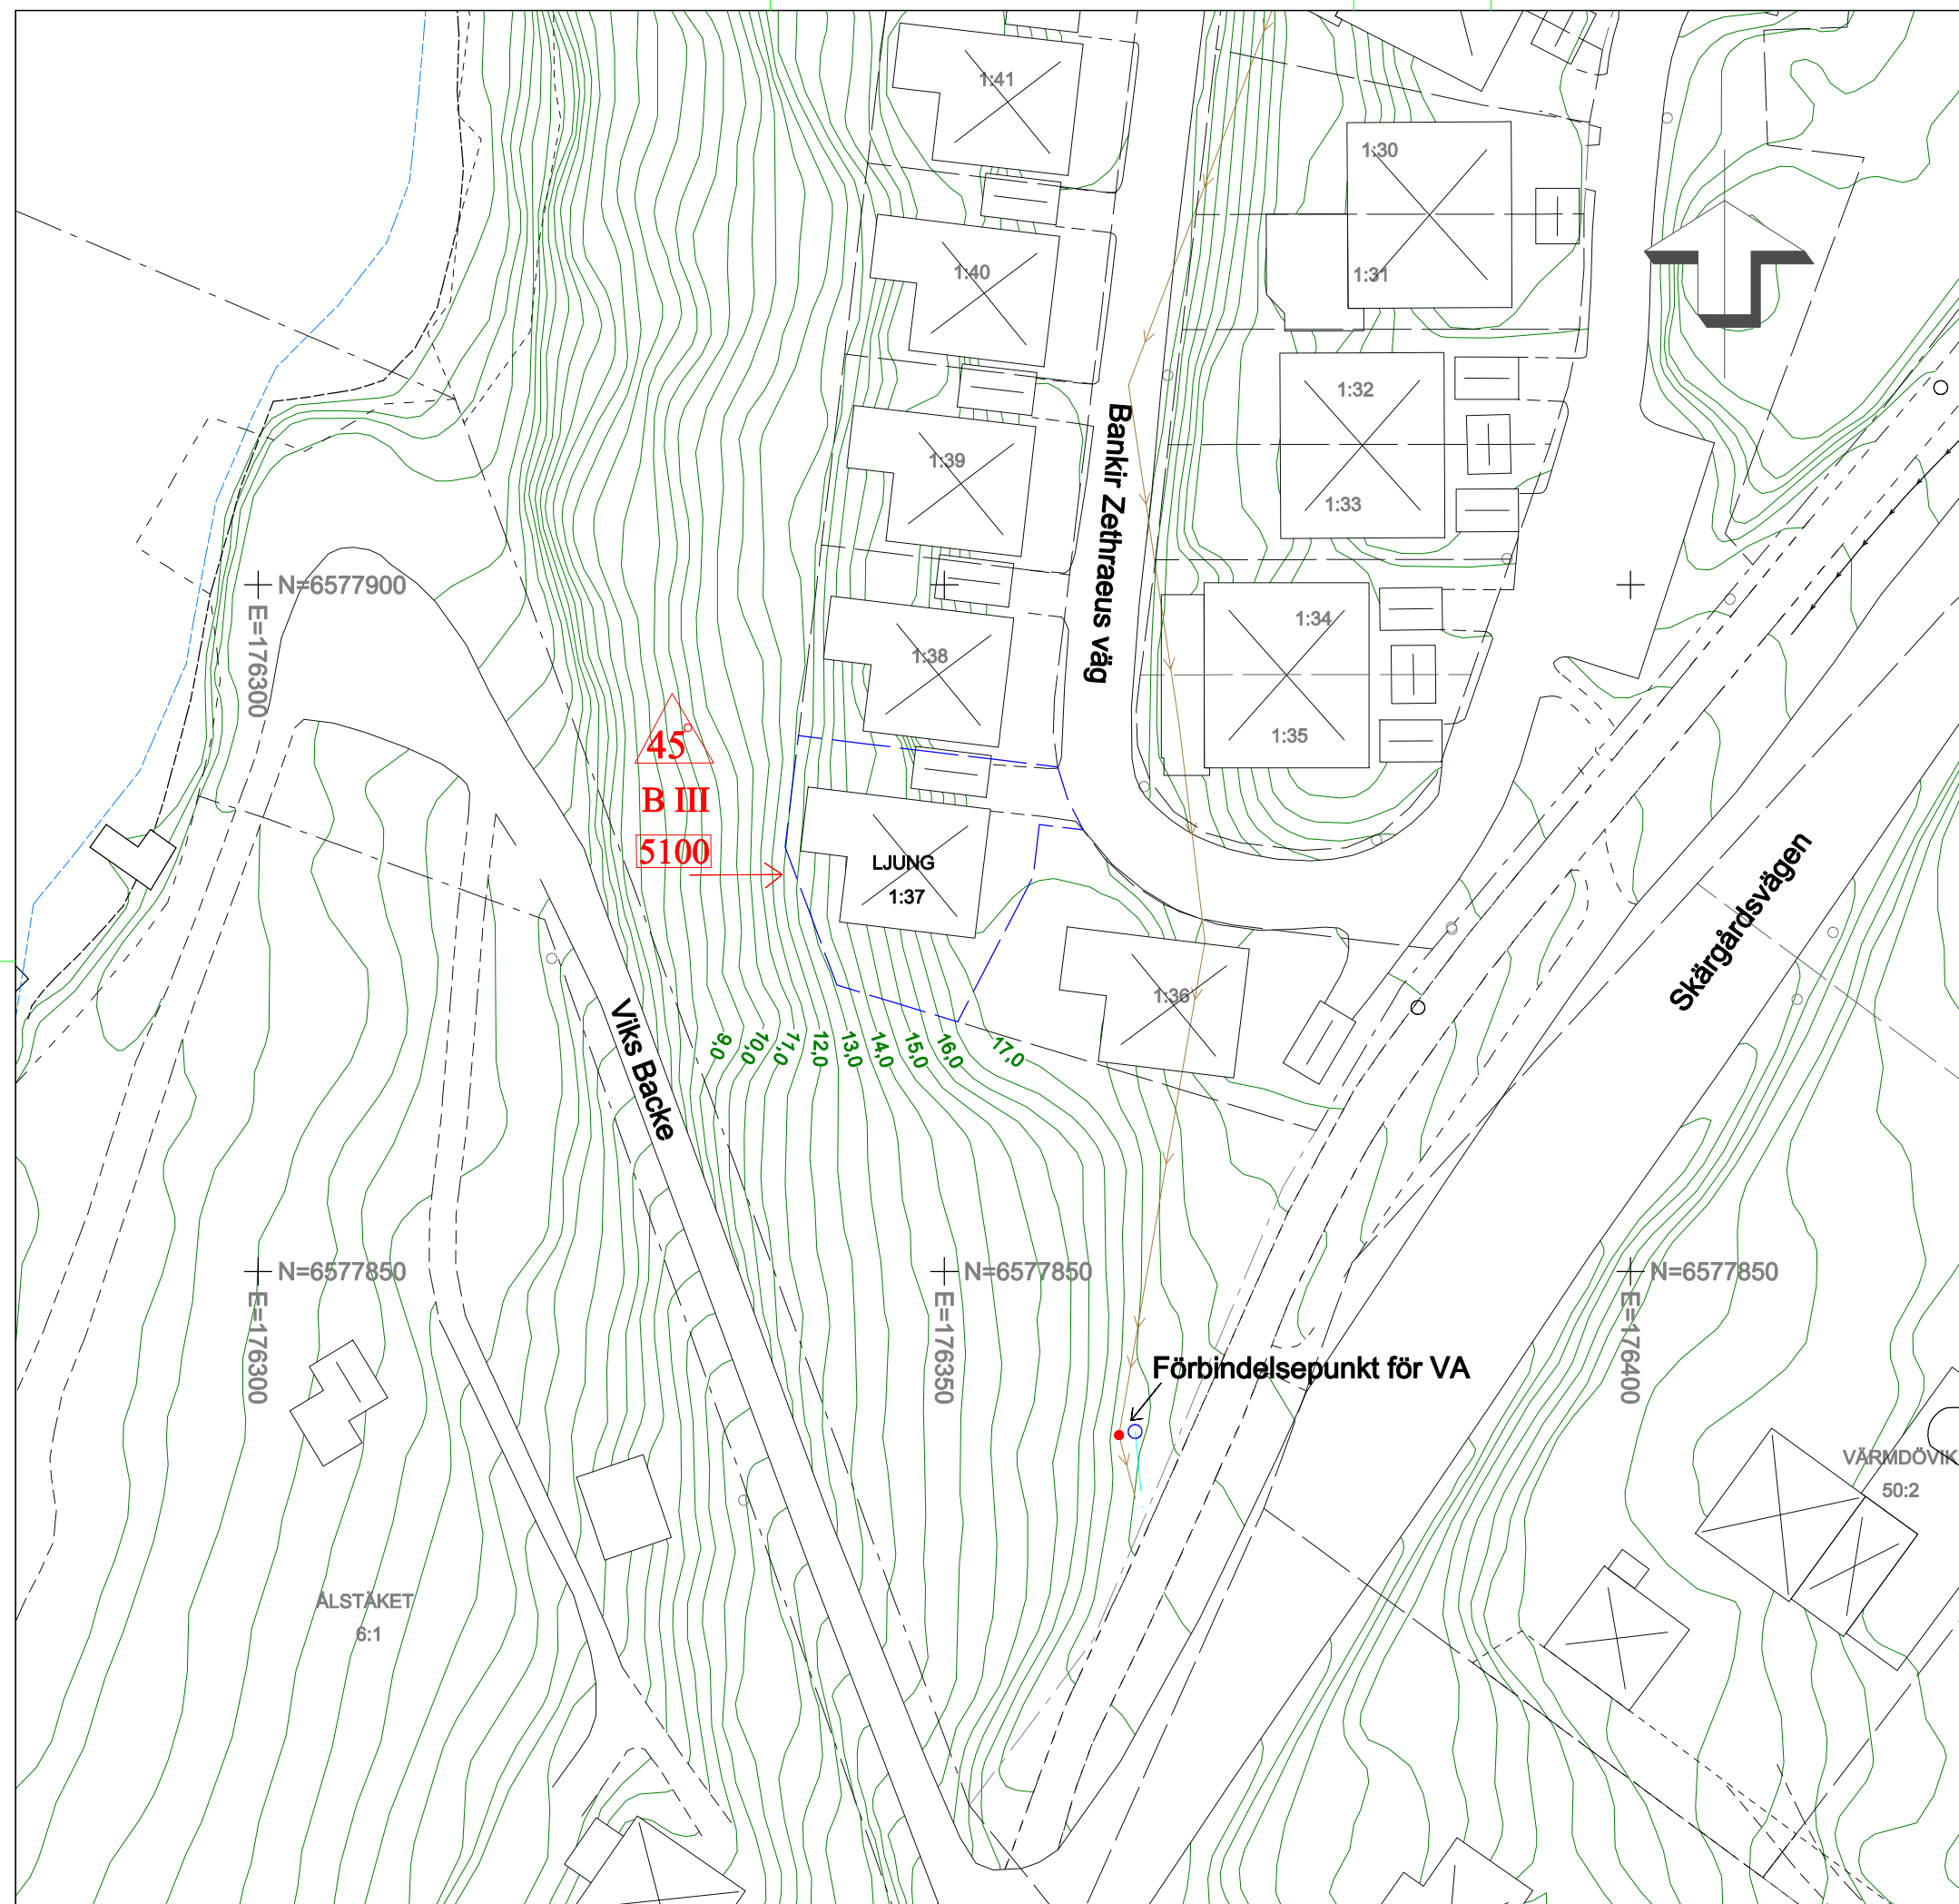 1:41
1:30
1:40
1:31
1:32
1:39
1:33
Bankir Zethraeus väg
N=6577900
E=176300
1:34
1:38
1:35
45°
B III
5100
LJUNG
1:37
Skärgårdsvägen
1:36
Viks Backe
9,0
10,0
11,0
12,0
13,0
14,0
15,0
16,0
17,0
N=6577850
E=176300
N=6577850
E=176350
N=6577850
E=176400
Förbindelsepunkt för VA
VÄRMDÖVIK
50:2
ÄLSTÄKET
6:1